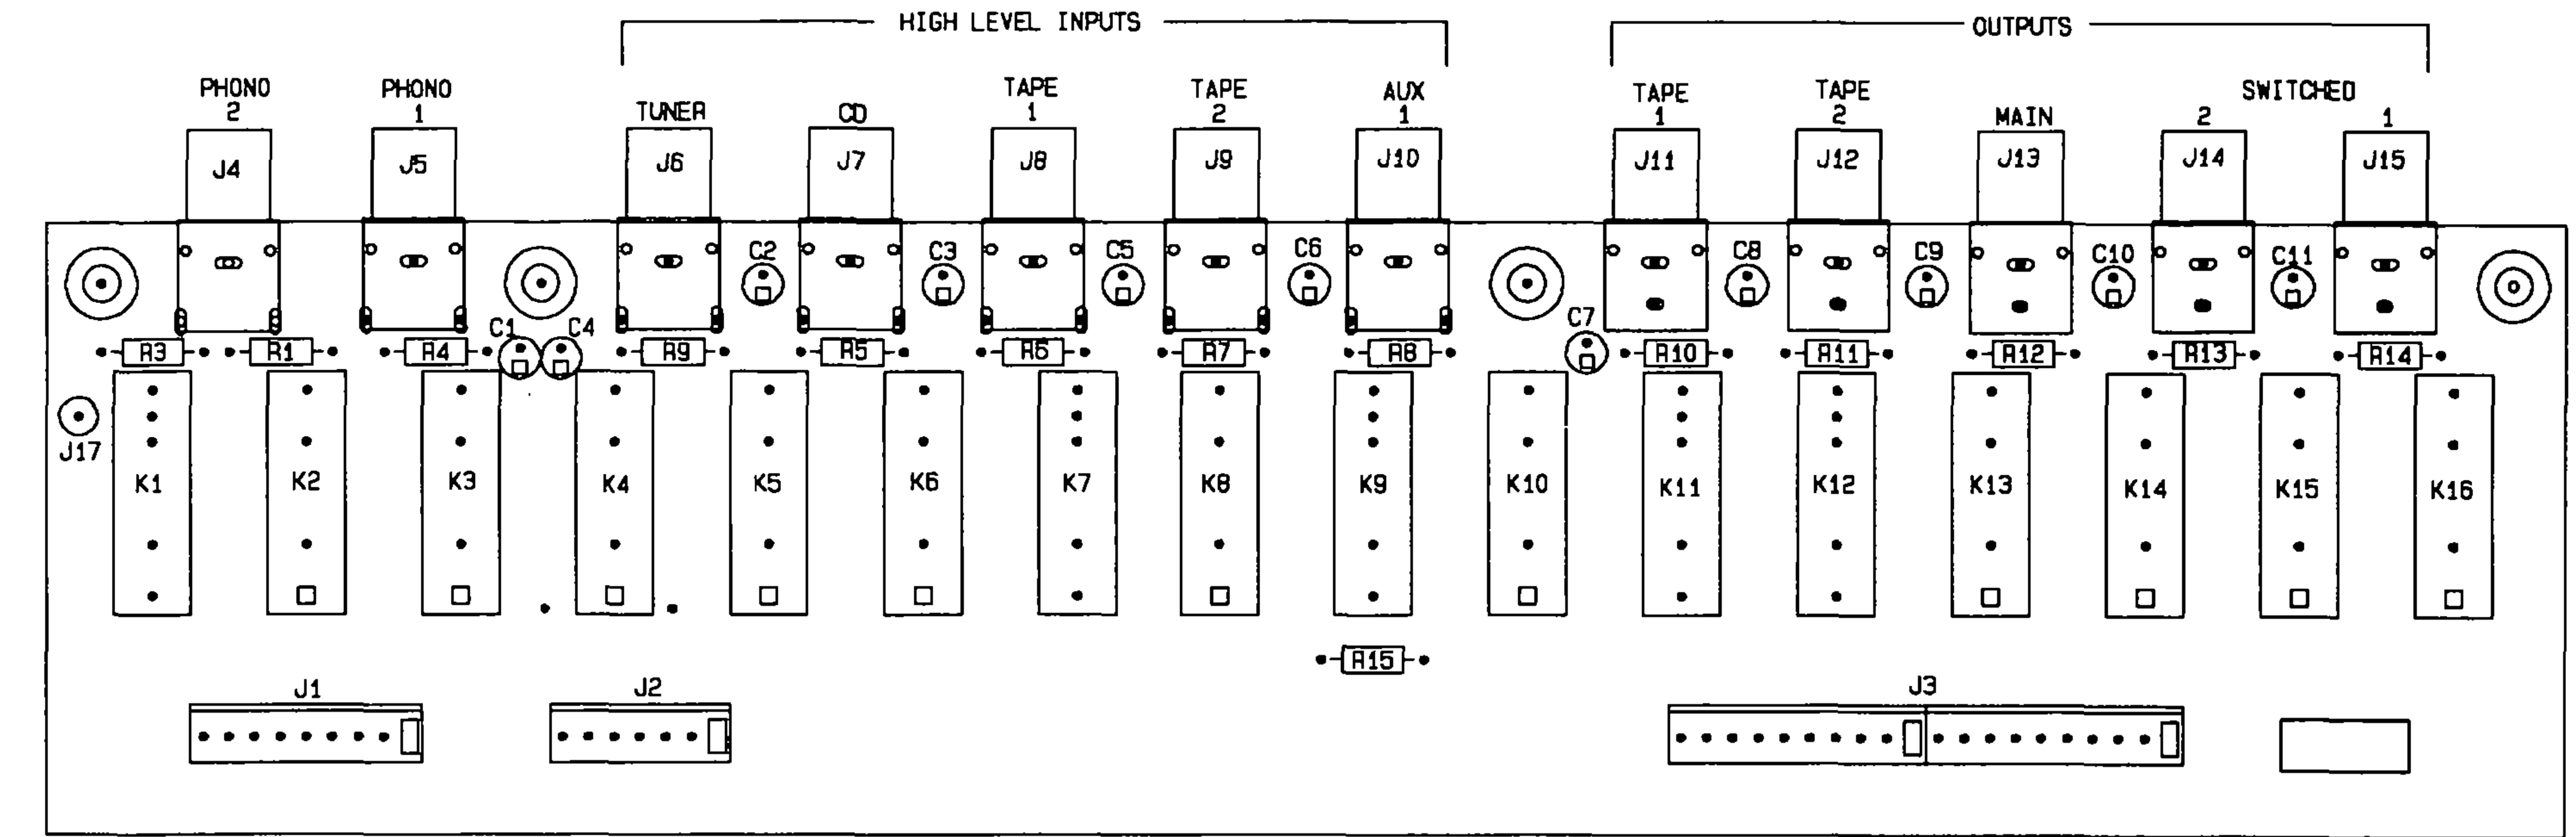 HIGH LEVEL INPUTS
OUTPUTS
PHONO
2
PHONO
1
TUNER
CD
TAPE
1
TAPE
2
AUX
1
TAPE
1
TAPE
2
MAIN
SWITCHED
2
1
J4
J5
J6
J7
J8
J9
J10
J11
J12
J13
J14
J15
C2
C3
C5
C6
C8
C9
C10
C11
C1
C4
C7
R3
R1
R4
R9
R5
R6
R7
R8
R10
R11
R12
R13
R14
J17
K1
K2
K3
K4
K5
K6
K7
K8
K9
K10
K11
K12
K13
K14
K15
K16
R15
J1
J2
J3